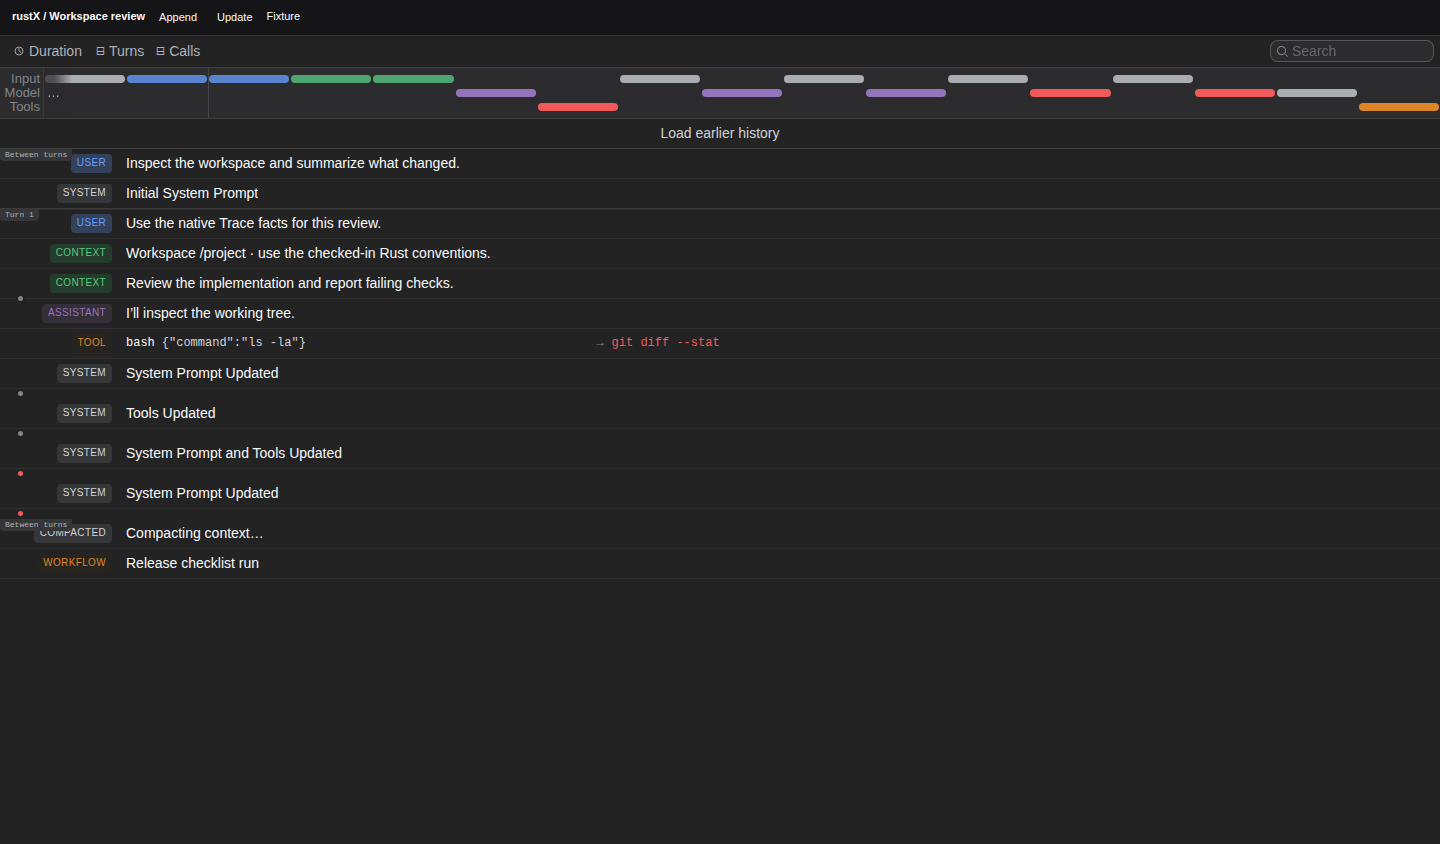 rustX / Workspace review Append Update Fixture
Duration Turns Calls Search
Input
Model ...
Tools
Load earlier history
Between turns
USER Inspect the workspace and summarize what changed.
SYSTEM Initial System Prompt
Turn 1
USER Use the native Trace facts for this review.
CONTEXT Workspace /project · use the checked-in Rust conventions.
CONTEXT Review the implementation and report failing checks.
ASSISTANT I'll inspect the working tree.
TOOL bash {"command":"ls -la"} → git diff --stat
SYSTEM System Prompt Updated
SYSTEM Tools Updated
SYSTEM System Prompt and Tools Updated
SYSTEM System Prompt Updated
Between turns
COMPACTED Compacting context…
WORKFLOW Release checklist run